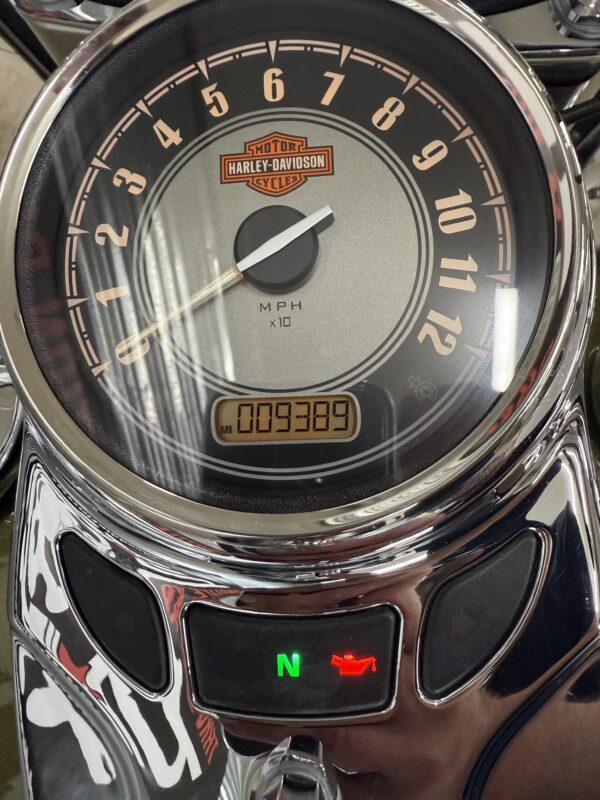 0 1 2 3 4 5 6 7 8 9 10 11 12
MOTOR
HARLEY-DAVIDSON
CYCLES
MPH
x10
MI 009389
N